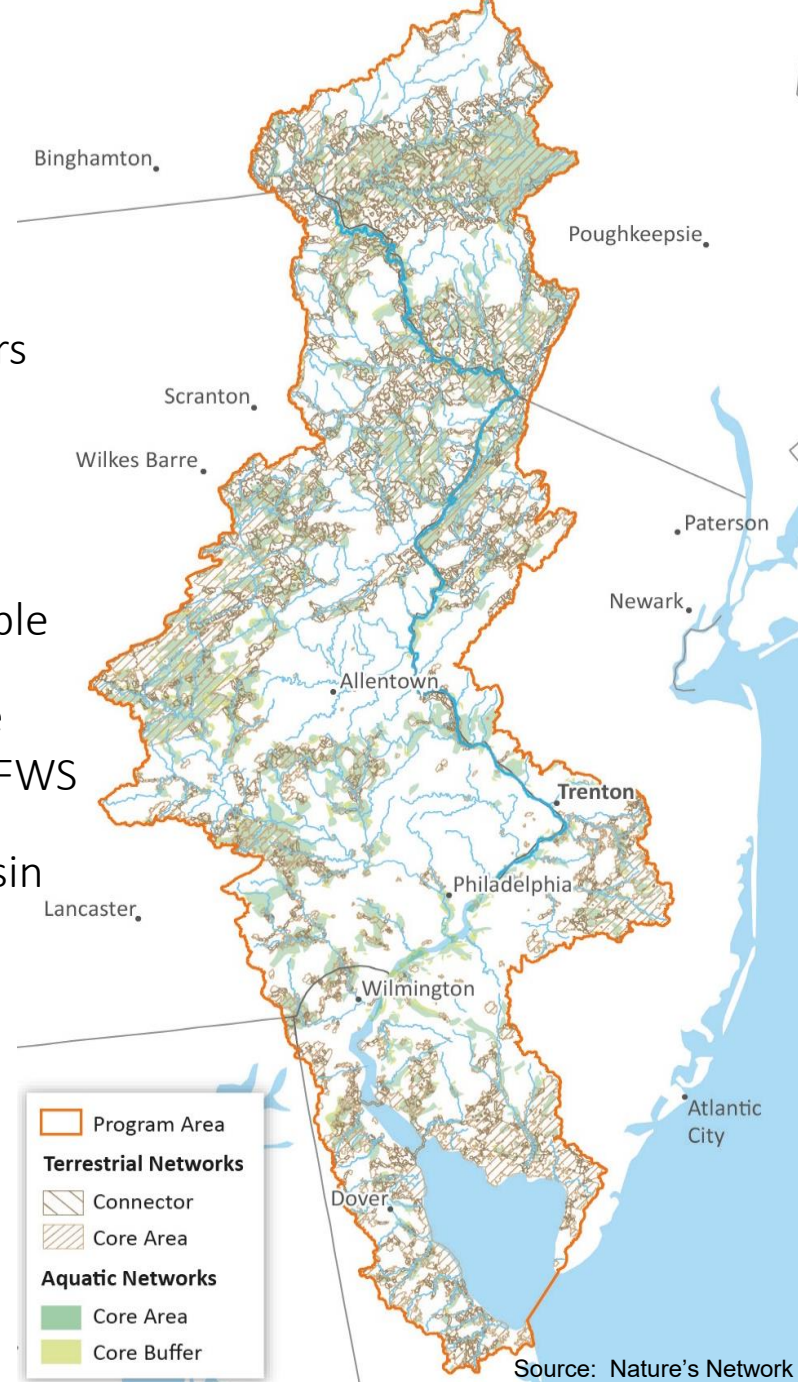 Binghamton
Poughkeepsie
rs
Scranton
Wilkes Barre
Paterson
Newark
ple
Allentown
FWS
Trenton
sin
Philadelphia
Lancaster
Wilmington
Program Area
Terrestrial Networks
Connector
Core Area
Aquatic Networks
Core Area
Core Buffer
Atlantic
City
Dover
Source: Nature's Network